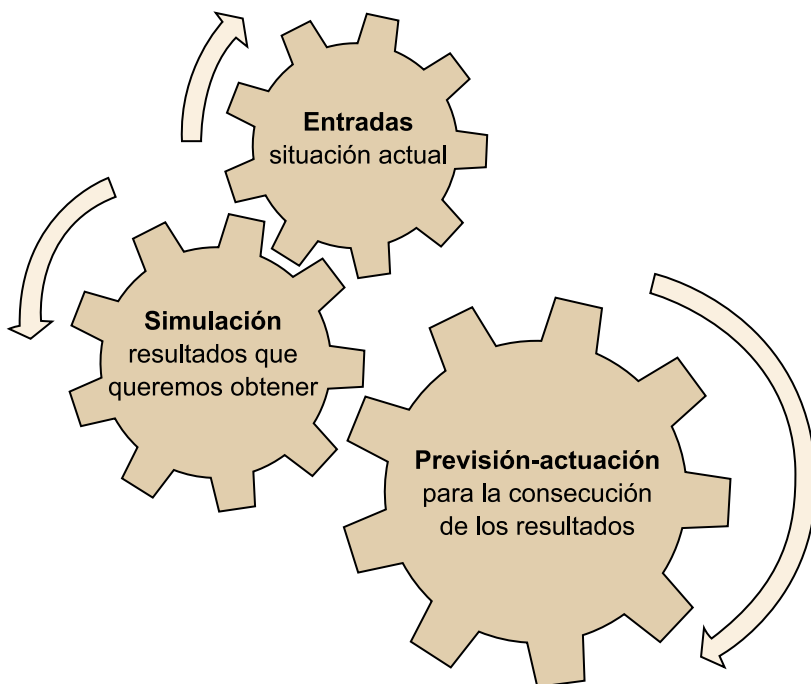 Entradas
situación actual
Simulación
resultados que
queremos obtener
Previsión-actuación
para la consecución
de los resultados